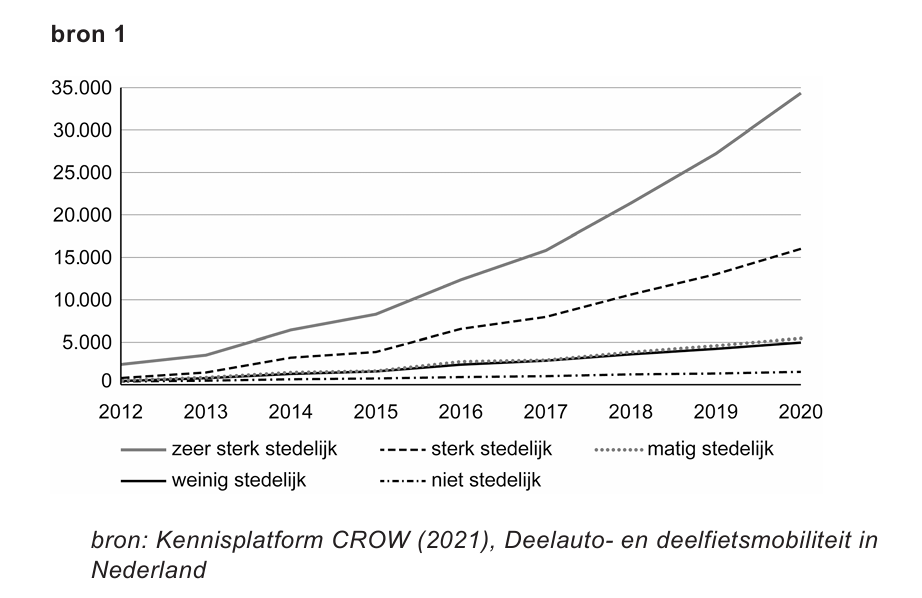 bron 1
35.000
30.000
25.000
20.000
15.000
10.000
5.000
0
2012 2013 2014 2015 2016 2017 2018 2019 2020
zeer sterk stedelijk sterk stedelijk matig stedelijk
weinig stedelijk niet stedelijk
bron: Kennisplatform CROW (2021), Deelauto- en deelfietsmobiliteit in
Nederland